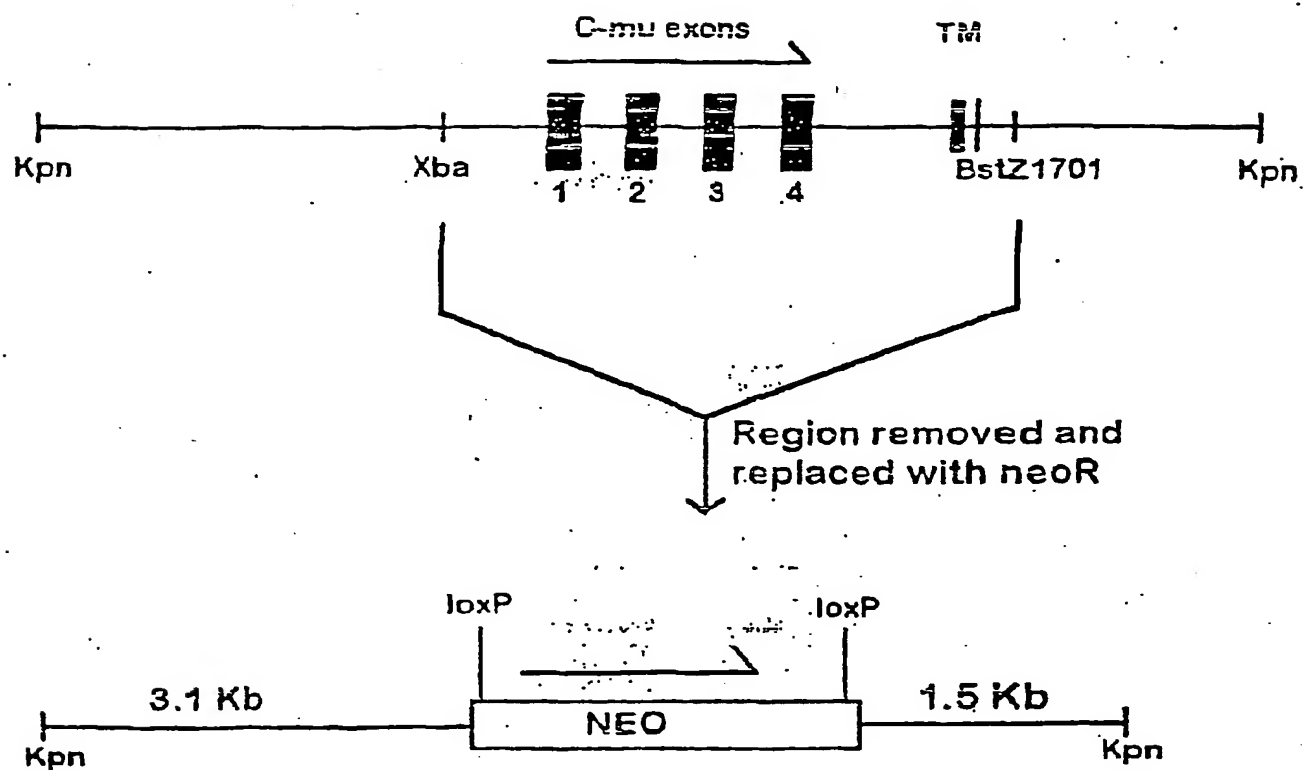 C-mu exons TM
Kpn Xba BstZ1701 Kpn
1 2 3 4
Region removed and
replaced with neoR
loxP loxP
3.1 Kb 1.5 Kb
NEO
Kpn Kpn